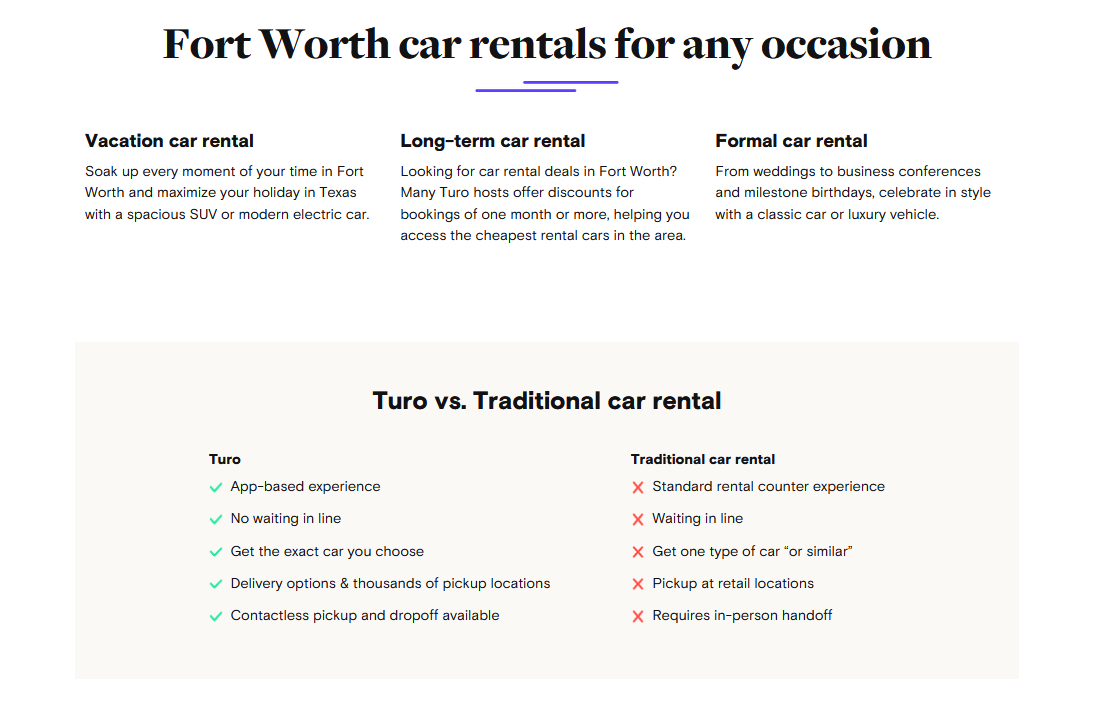 Fort Worth car rentals for any occasion
Vacation car rental
Soak up every moment of your time in Fort
Worth and maximize your holiday in Texas
with a spacious SUV or modern electric car.
Long-term car rental
Looking for car rental deals in Fort Worth?
Many Turo hosts offer discounts for
bookings of one month or more, helping you
access the cheapest rental cars in the area.
Formal car rental
From weddings to business conferences
and milestone birthdays, celebrate in style
with a classic car or luxury vehicle.
Turo vs. Traditional car rental
Turo
App-based experience
No waiting in line
Get the exact car you choose
Delivery options & thousands of pickup locations
Contactless pickup and dropoff available
Traditional car rental
Standard rental counter experience
Waiting in line
Get one type of car “or similar”
Pickup at retail locations
Requires in-person handoff